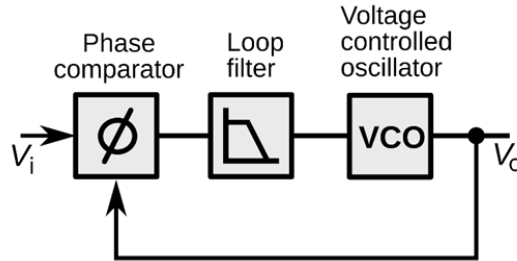 Phase
comparator
Loop
filter
Voltage
controlled
oscillator
Vi
ϕ
VCO
Vo